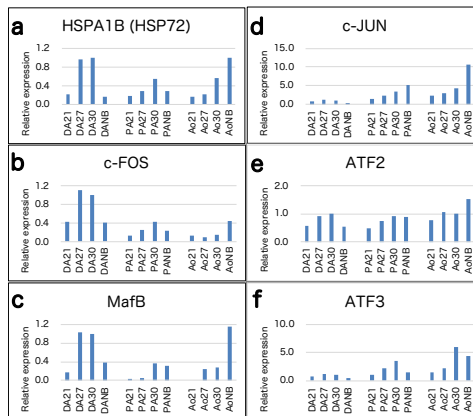 a HSPA1B (HSP72)
Relative expression
1.2
0.8
0.4
0.0
DA21 DA27 DA30 DANB PA21 PA27 PA30 PANB Ao21 Ao27 Ao30 AoNB
b c-FOS
Relative expression
1.2
0.8
0.4
0.0
DA21 DA27 DA30 DANB PA21 PA27 PA30 PANB Ao21 Ao27 Ao30 AoNB
c MafB
Relative expression
1.2
0.8
0.4
0.0
DA21 DA27 DA30 DANB PA21 PA27 PA30 PANB Ao21 Ao27 Ao30 AoNB
d c-JUN
Relative expression
15.0
10.0
5.0
0.0
DA21 DA27 DA30 DANB PA21 PA27 PA30 PANB Ao21 Ao27 Ao30 AoNB
e ATF2
Relative expression
2.0
1.0
0.0
DA21 DA27 DA30 DANB PA21 PA27 PA30 PANB Ao21 Ao27 Ao30 AoNB
f ATF3
Relative expression
10.0
5.0
0.0
DA21 DA27 DA30 DANB PA21 PA27 PA30 PANB Ao21 Ao27 Ao30 AoNB